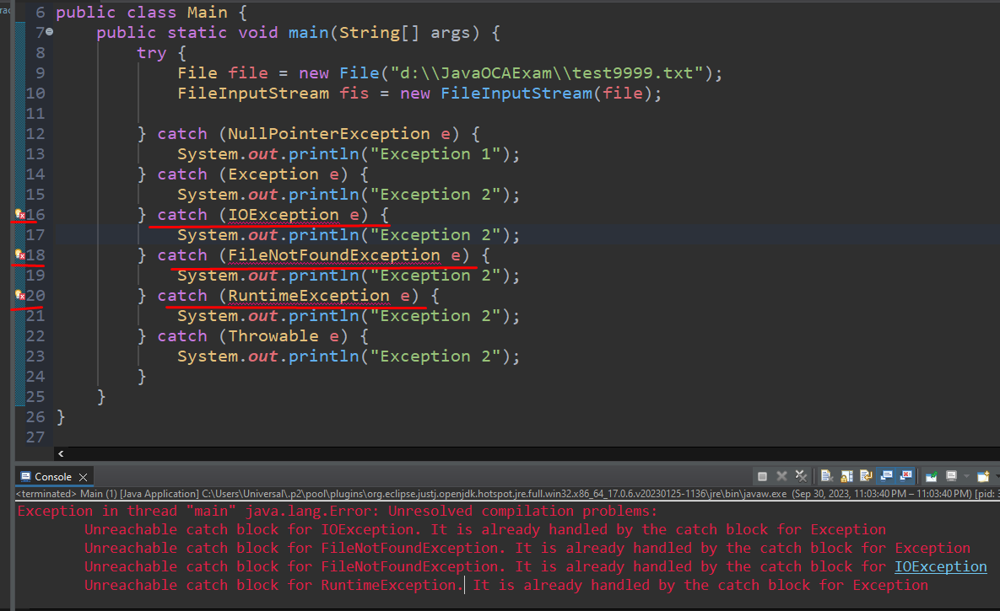 rac
6 public class Main {
7 public static void main(String[] args) {
8 try {
9 File file = new File("d:\\JavaOCAExam\\test9999.txt");
10 FileInputStream fis = new FileInputStream(file);
11
12 } catch (NullPointerException e) {
13 System.out.println("Exception 1");
14 } catch (Exception e) {
15 System.out.println("Exception 2");
16 } catch (IOException e) {
17 System.out.println("Exception 2");
18 } catch (FileNotFoundException e) {
19 System.out.println("Exception 2");
20 } catch (RuntimeException e) {
21 System.out.println("Exception 2");
22 } catch (Throwable e) {
23 System.out.println("Exception 2");
24 }
25 }
26 }
27
Console
<terminated> Main (1) [Java Application] C:\Users\Universal\.p2\pool\plugins\org.eclipse.justj.openjdk.hotspot.jre.full.win32.x86_64_17.0.6.v20230125-1136\jre\bin\javaw.exe (Sep 30, 2023, 11:03:40 PM – 11:03:40 PM) [pid: 3
Exception in thread "main" java.lang.Error: Unresolved compilation problems:
Unreachable catch block for IOException. It is already handled by the catch block for Exception
Unreachable catch block for FileNotFoundException. It is already handled by the catch block for Exception
Unreachable catch block for FileNotFoundException. It is already handled by the catch block for IOException
Unreachable catch block for RuntimeException. It is already handled by the catch block for Exception